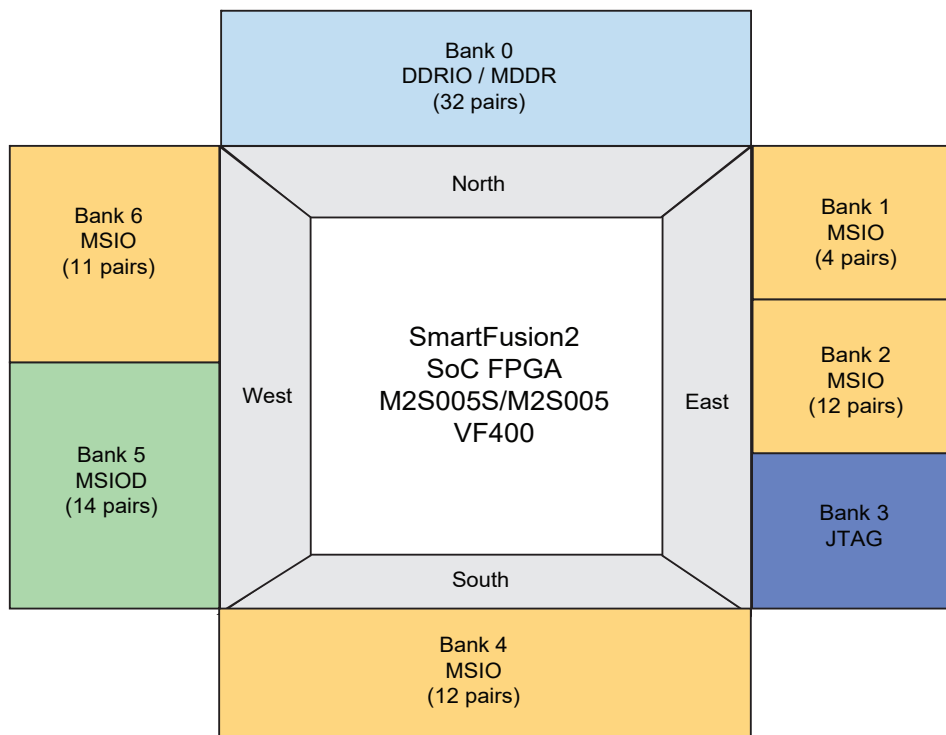 Bank 0
DDRIO / MDDR
(32 pairs)
North
Bank 6
MSIO
(11 pairs)
Bank 1
MSIO
(4 pairs)
SmartFusion2
SoC FPGA
M2S005S/M2S005
VF400
West
East
Bank 2
MSIO
(12 pairs)
Bank 5
MSIOD
(14 pairs)
Bank 3
JTAG
South
Bank 4
MSIO
(12 pairs)